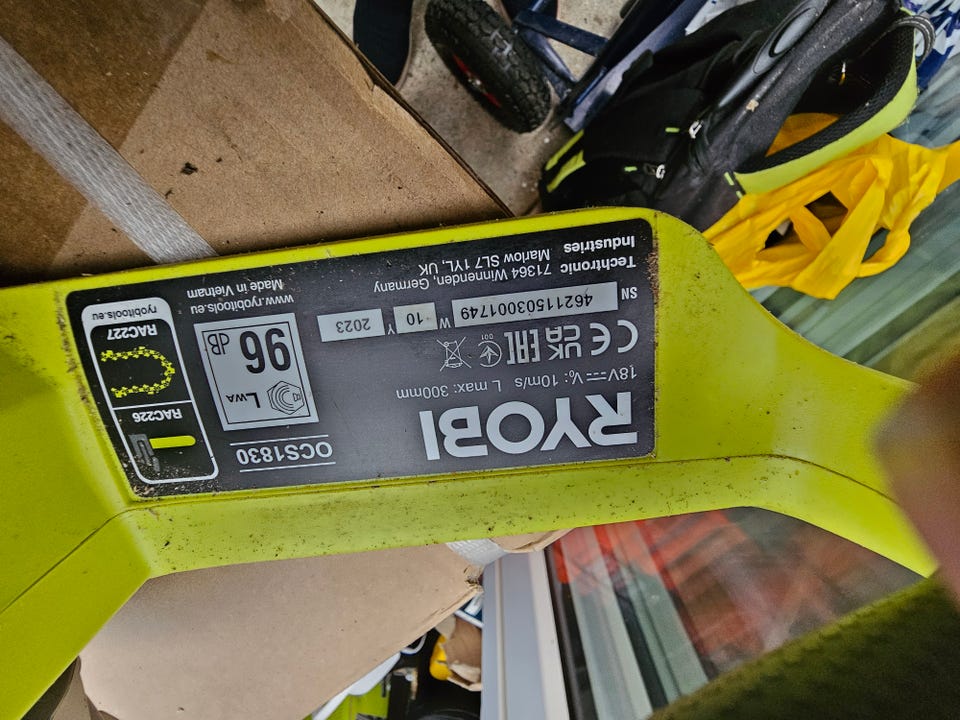 RYOBI
18V⎓ V₀: 10m/s L max: 300mm
CE UK CA EAC 001
SN 46211503001749 W 10 Y 2023
Techtronic
Industries
71364 Winnenden, Germany
Marlow SL7 1YL, UK
www.ryobitools.eu
Made in Vietnam
OCS1830
LWA
96
dB
RAC226
RAC227
ryobitools.eu